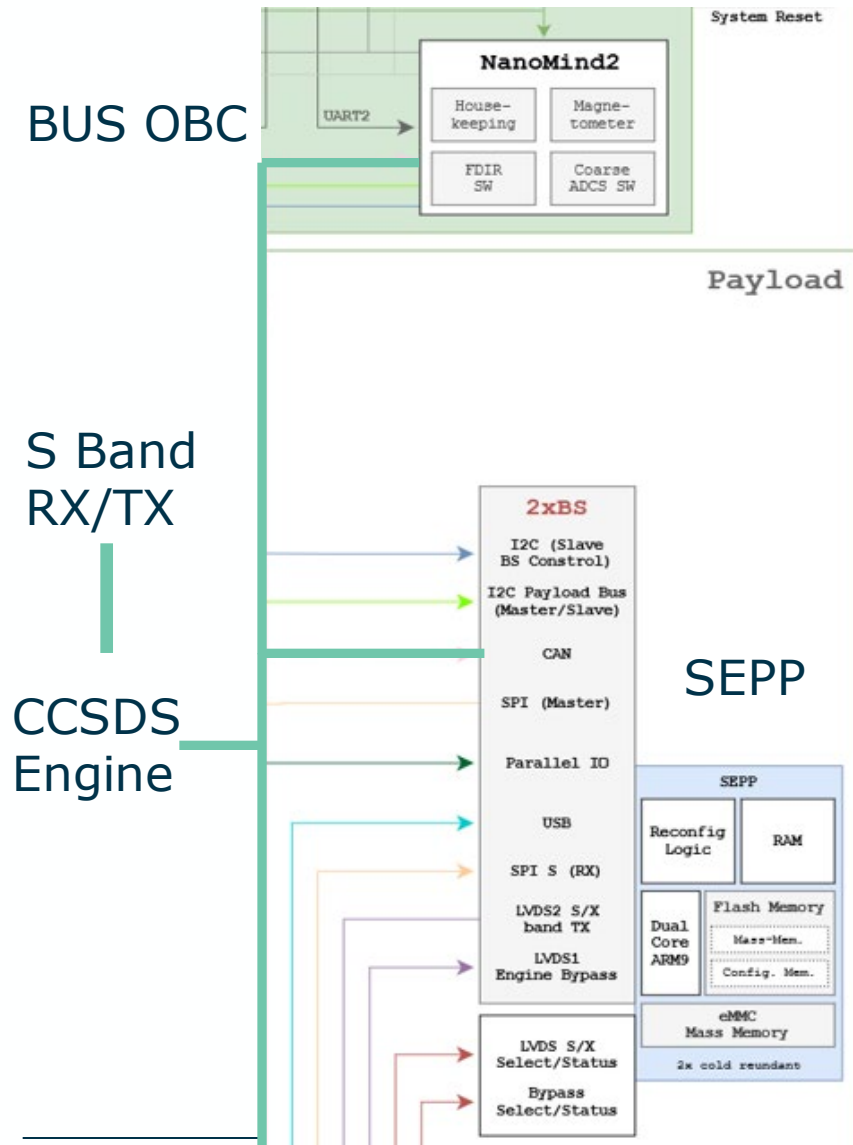 System Reset
NanoMind2
BUS OBC
UART2
House-
keeping
Magne-
tometer
FDIR
SW
Coarse
ADCS SW
Payload
S Band
RX/TX
2xBS
I2C (Slave
BS Constrol)
I2C Payload Bus
(Master/Slave)
CAN
SEPP
SPI (Master)
CCSDS
Engine
Parallel IO
USB
SPI S (RX)
LVDS2 S/X
band TX
LVDS1
Engine Bypass
SEPP
Reconfig
Logic
RAM
Dual
Core
ARM9
Flash Memory
Mass-Mem.
Config. Mem.
eMMC
Mass Memory
2x cold reundant
LVDS S/X
Select/Status
Bypass
Select/Status